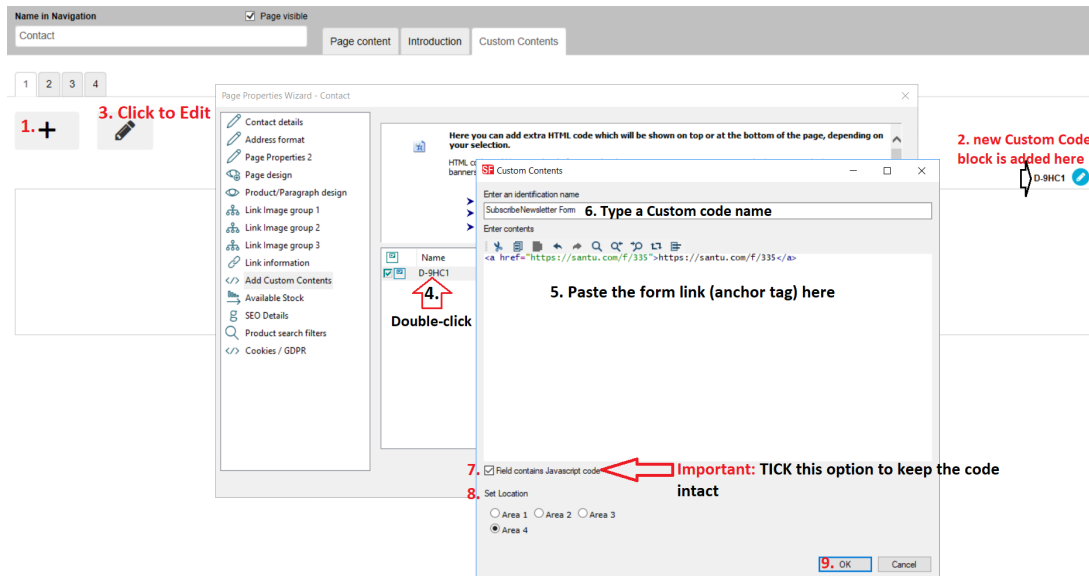 Name in Navigation
Page visible
Contact
Page content
Introduction
Custom Contents
1 2 3 4
3. Click to Edit
1.
2. new Custom Code
block is added here
D-9HC1
Page Properties Wizard - Contact
Contact details
Address format
Page Properties 2
Page design
Product/Paragraph design
Link Image group 1
Link Image group 2
Link Image group 3
Link information
Add Custom Contents
Available Stock
SEO Details
Product search filters
Cookies / GDPR
Here you can add extra HTML code which will be shown on top or at the bottom of the page, depending on
your selection.
HTML
banners
Name
D-9HC1
4.
Double-click
SF Custom Contents
Enter an identification name
SubscribeNewsletter Form
6. Type a Custom code name
Enter contents
<a href="https://santu.com/f/335">https://santu.com/f/335</a>
5. Paste the form link (anchor tag) here
7. Field contains Javascript code
Important: TICK this option to keep the code
intact
8. Set Location
Area 1 Area 2 Area 3
Area 4
9. OK
Cancel